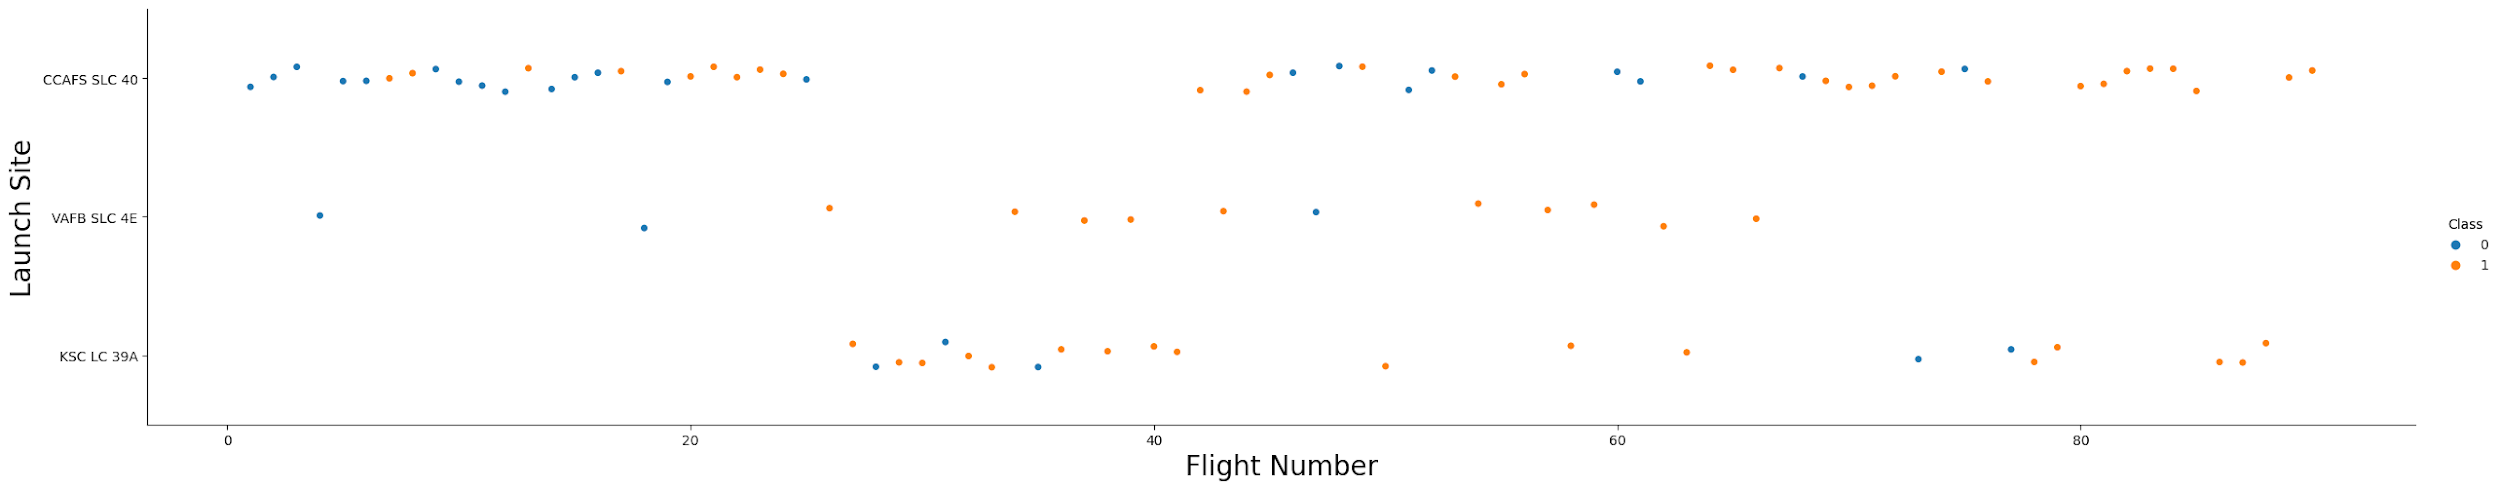 Launch Site
CCAFS SLC 40
VAFB SLC 4E
KSC LC 39A
0 20 40 60 80
Flight Number
Class
0
1